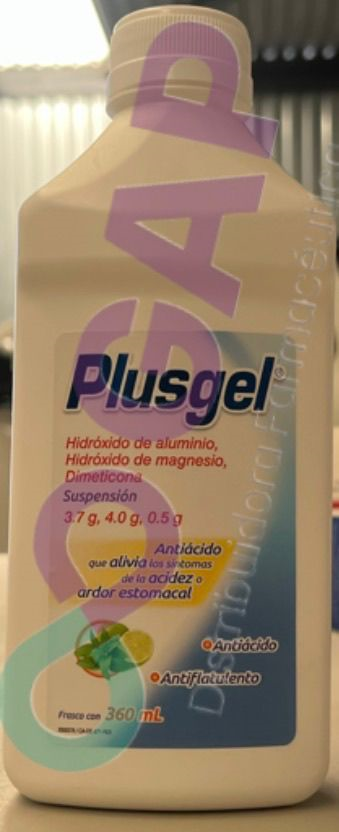 Plusgel
Hidróxido de aluminio,
Hidróxido de magnesio,
Dimeticona
Suspensión
3.7 g, 4.0 g, 0.5 g
Antiácido
que alivia los síntomas
de la acidez o
ardor estomacal
Antiácido
Antiflatulento
Frasco con 360 mL
Distribuidora Farmacéutica